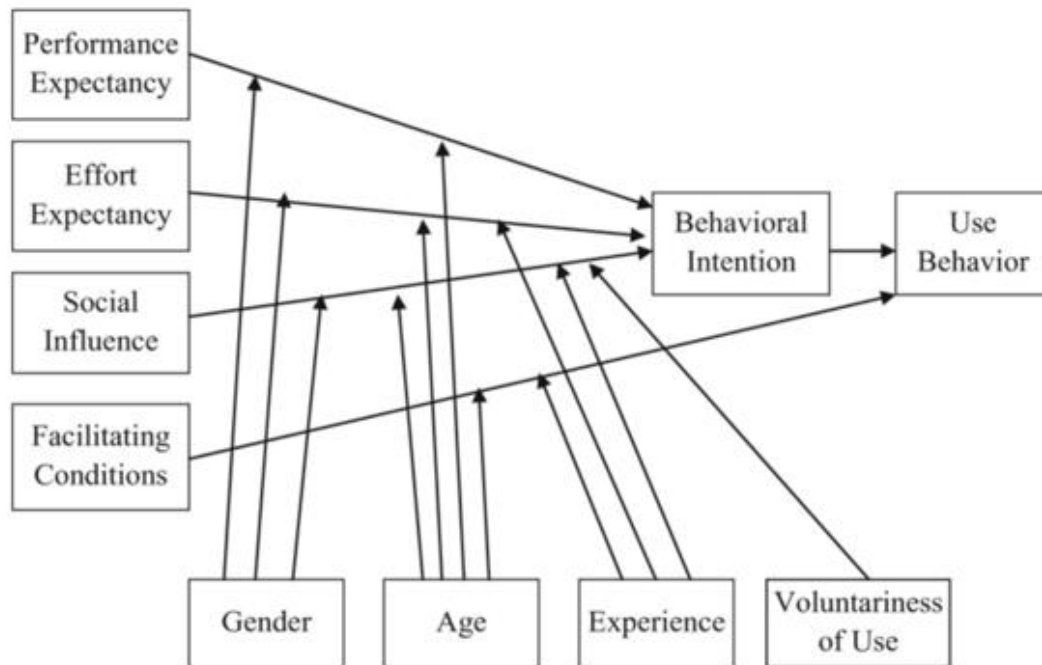 Performance
Expectancy
Effort
Expectancy
Behavioral
Intention
Use
Behavior
Social
Influence
Facilitating
Conditions
Gender
Age
Experience
Voluntariness
of Use